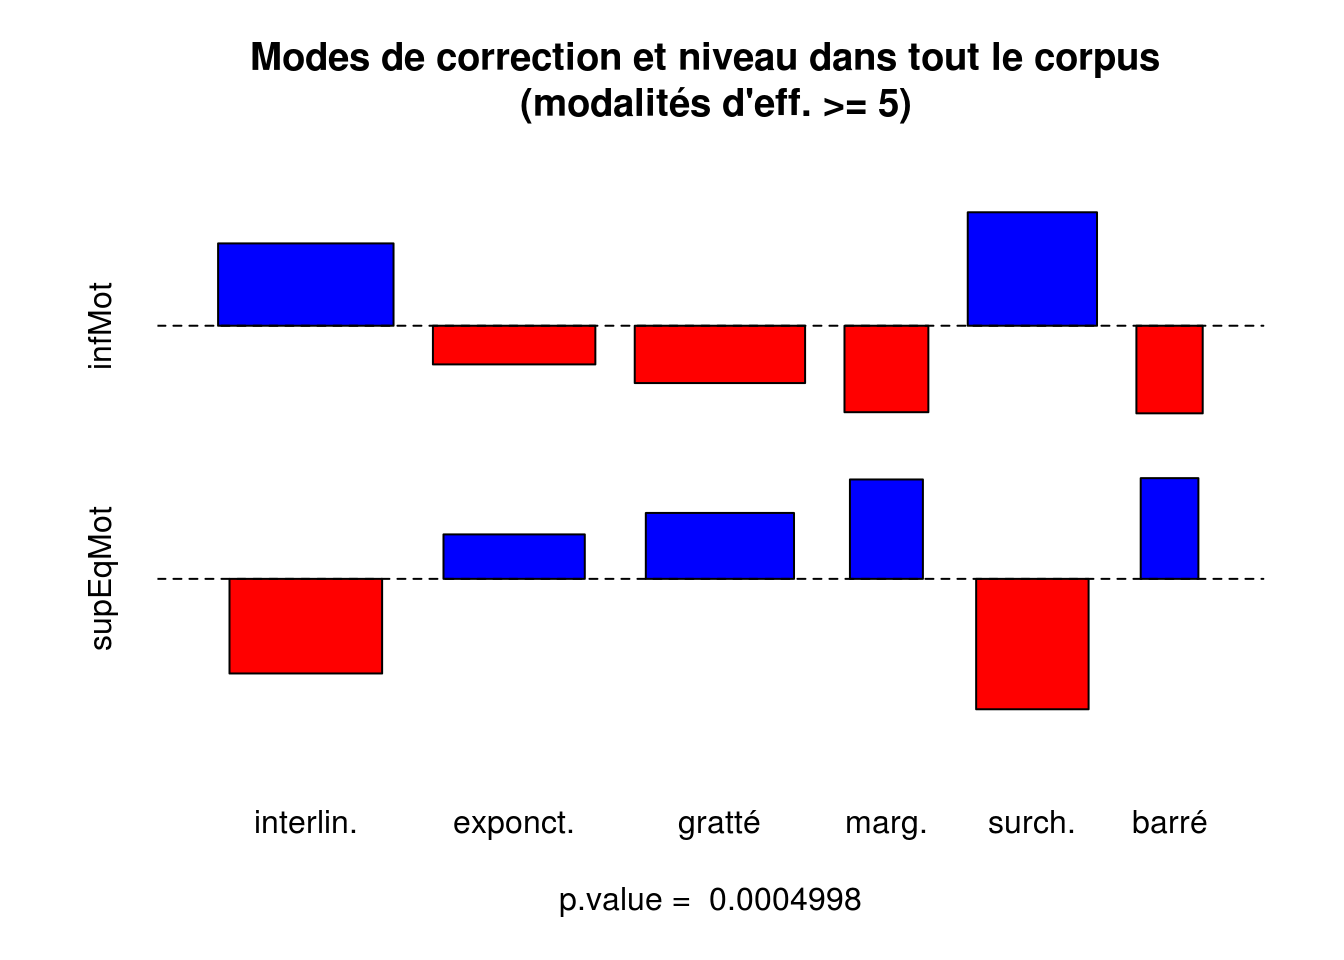 Modes de correction et niveau dans tout le corpus
(modalités d'eff. >= 5)
infMot
supEqMot
interlin. exponct. gratté marg. surch. barré
p.value = 0.0004998